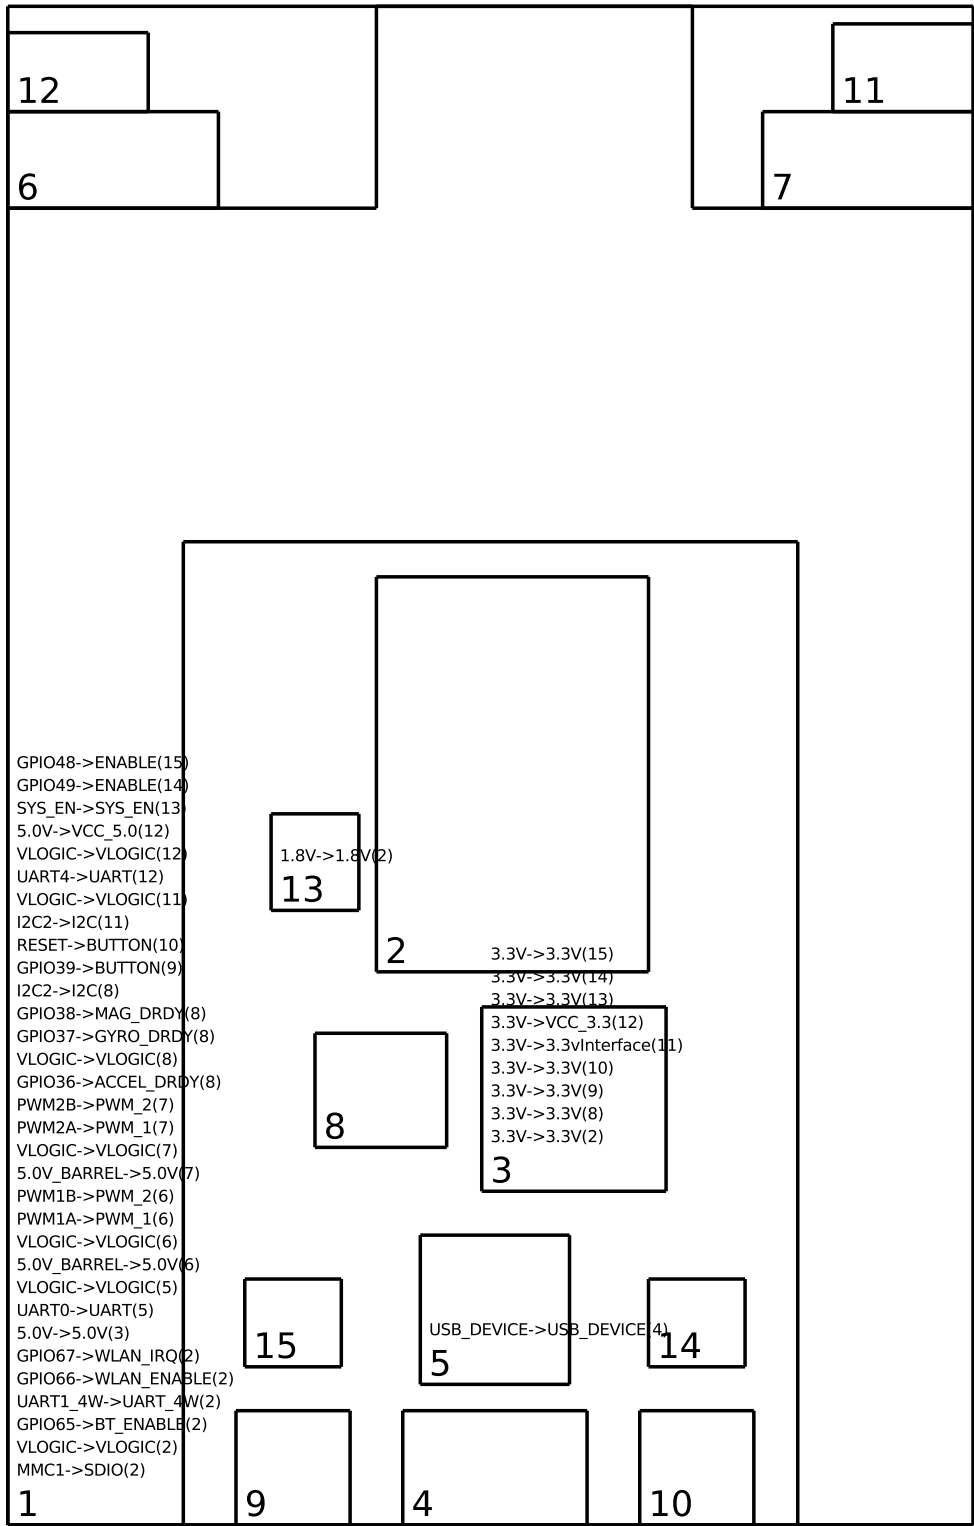 12
11
6
7
GPIO48->ENABLE(15)
GPIO49->ENABLE(14)
SYS_EN->SYS_EN(13)
5.0V->VCC_5.0(12)
VLOGIC->VLOGIC(12)
UART4->UART(12)
VLOGIC->VLOGIC(11)
I2C2->I2C(11)
RESET->BUTTON(10)
GPIO39->BUTTON(9)
I2C2->I2C(8)
GPIO38->MAG_DRDY(8)
GPIO37->GYRO_DRDY(8)
VLOGIC->VLOGIC(8)
GPIO36->ACCEL_DRDY(8)
PWM2B->PWM_2(7)
PWM2A->PWM_1(7)
VLOGIC->VLOGIC(7)
5.0V_BARREL->5.0V(7)
PWM1B->PWM_2(6)
PWM1A->PWM_1(6)
VLOGIC->VLOGIC(6)
5.0V_BARREL->5.0V(6)
VLOGIC->VLOGIC(5)
UART0->UART(5)
5.0V->5.0V(3)
GPIO67->WLAN_IRQ(2)
GPIO66->WLAN_ENABLE(2)
UART1_4W->UART_4W(2)
GPIO65->BT_ENABLE(2)
VLOGIC->VLOGIC(2)
MMC1->SDIO(2)
1
1.8V->1.8V(2)
13
2
3.3V->3.3V(15)
3.3V->3.3V(14)
3.3V->3.3V(13)
3.3V->VCC_3.3(12)
3.3V->3.3vInterface(11)
3.3V->3.3V(10)
3.3V->3.3V(9)
3.3V->3.3V(8)
3.3V->3.3V(2)
3
8
USB_DEVICE->USB_DEVICE(4)
5
15
14
9
4
10